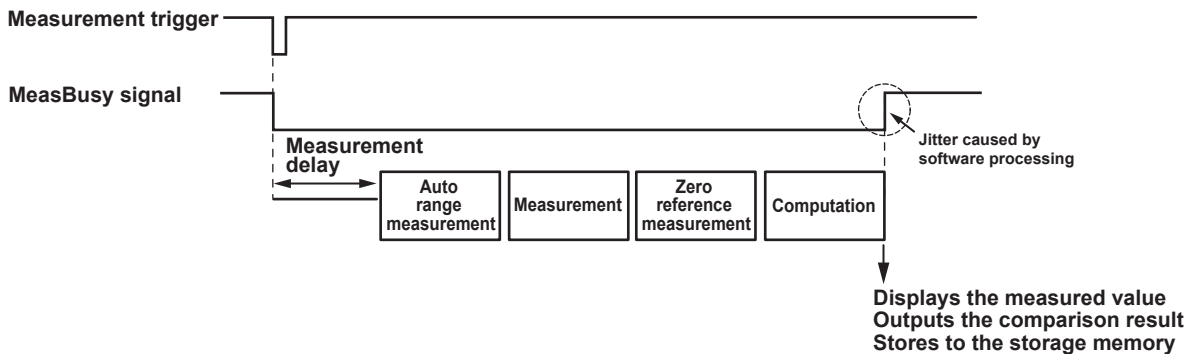 Measurement trigger
MeasBusy signal
Jitter caused by
software processing
Measurement
delay
Auto
range
measurement
Measurement
Zero
reference
measurement
Computation
Displays the measured value
Outputs the comparison result
Stores to the storage memory